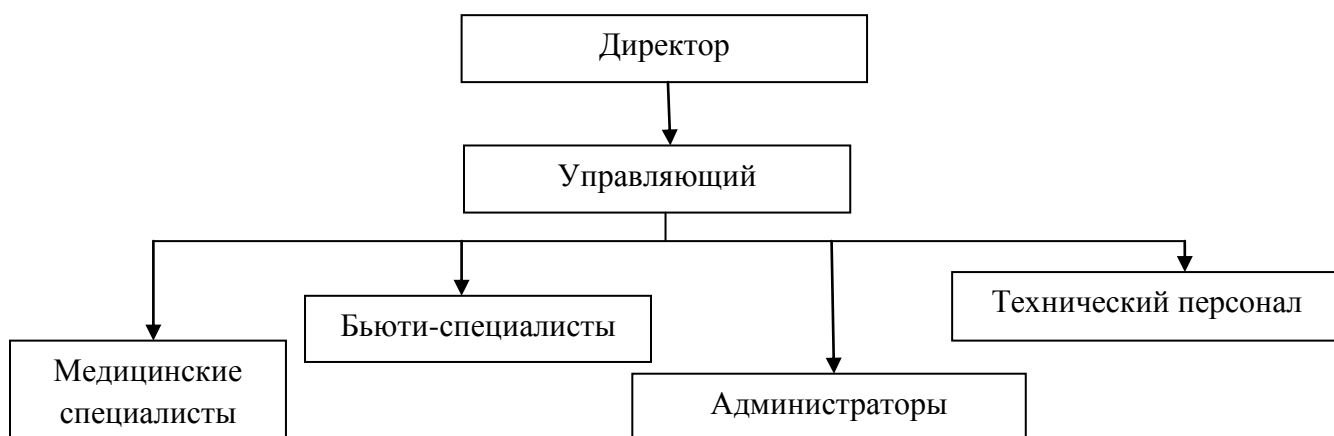 Директор
Управляющий
Медицинские
специалисты
Бьюти-специалисты
Администраторы
Технический персонал